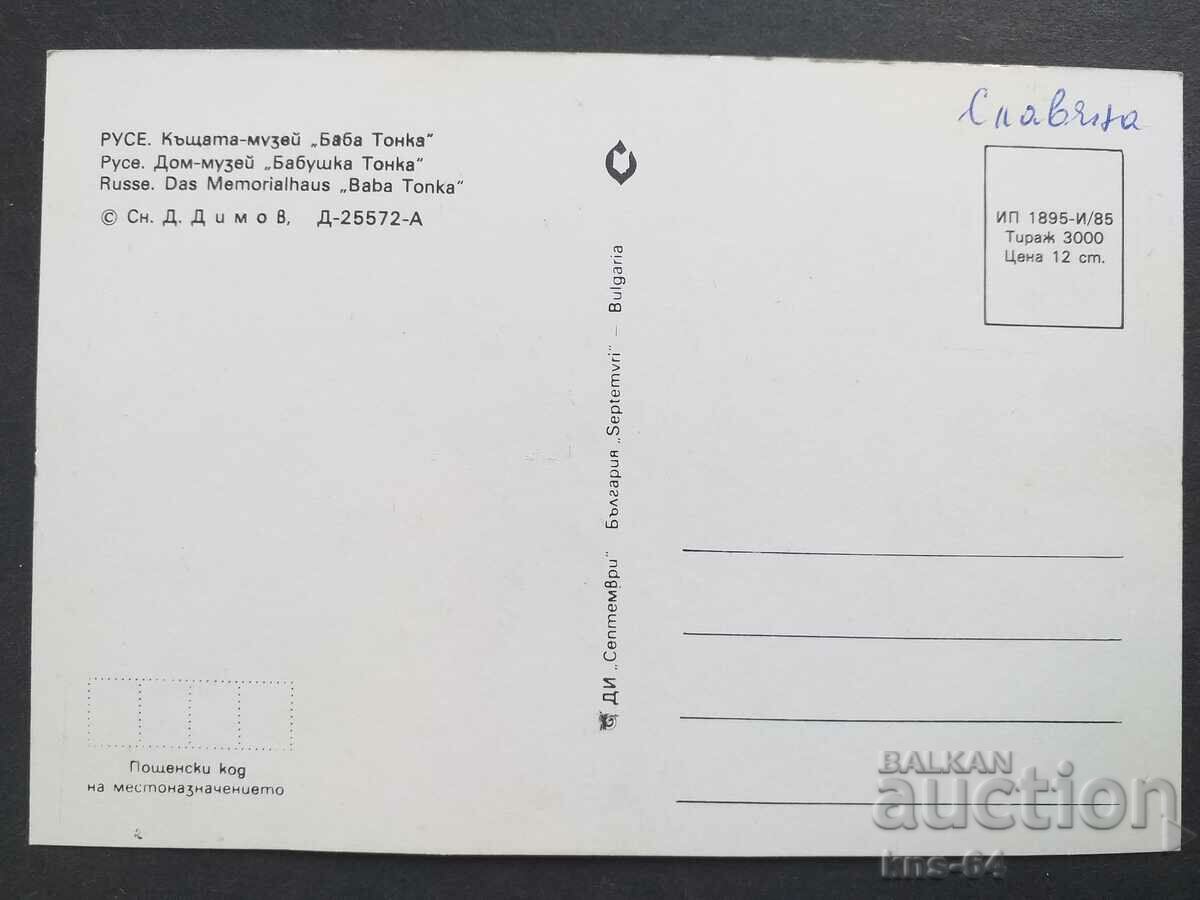 РУСЕ. Къщата-музей „Баба Тонка“
Русе. Дом-музей „Бабушка Тонка“
Russe. Das Memorialhaus „Baba Tonka“
© Сн. Д. Димов, Д-25572-А
Славяна
ИП 1895-И/85
Тираж 3000
Цена 12 ст.
ДИ „Септември“ България „Septemvri“ – Bulgaria
Пощенски код
на местоназначението
BALKAN
auction
kns-64